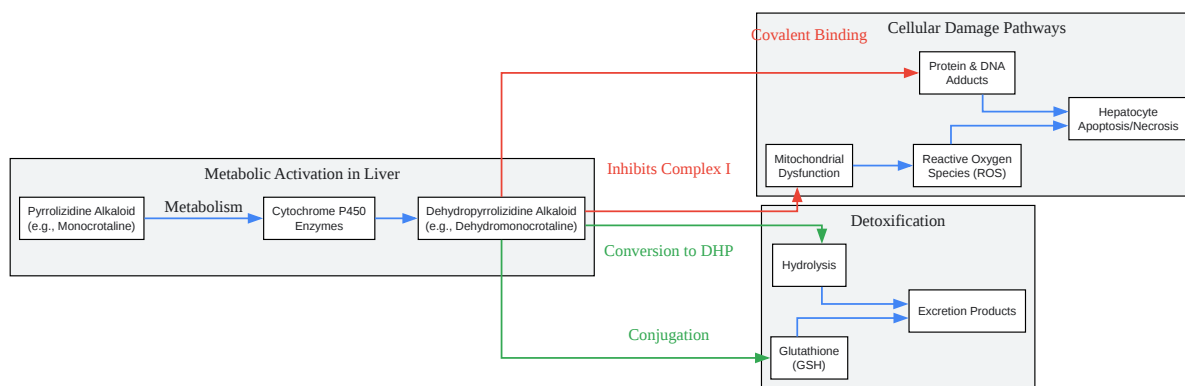 Covalent Binding
Cellular Damage Pathways
Protein & DNA
Adducts
Hepatocyte
Apoptosis/Necrosis
Inhibits Complex I
Mitochondrial
Dysfunction
Reactive Oxygen
Species (ROS)
Metabolic Activation in Liver
Pyrrolizidine Alkaloid
(e.g., Monocrotaline)
Metabolism
Cytochrome P450
Enzymes
Dehydropyrrolizidine Alkaloid
(e.g., Dehydromonocrotaline)
Detoxification
Conversion to DHP
Hydrolysis
Excretion Products
Conjugation
Glutathione
(GSH)